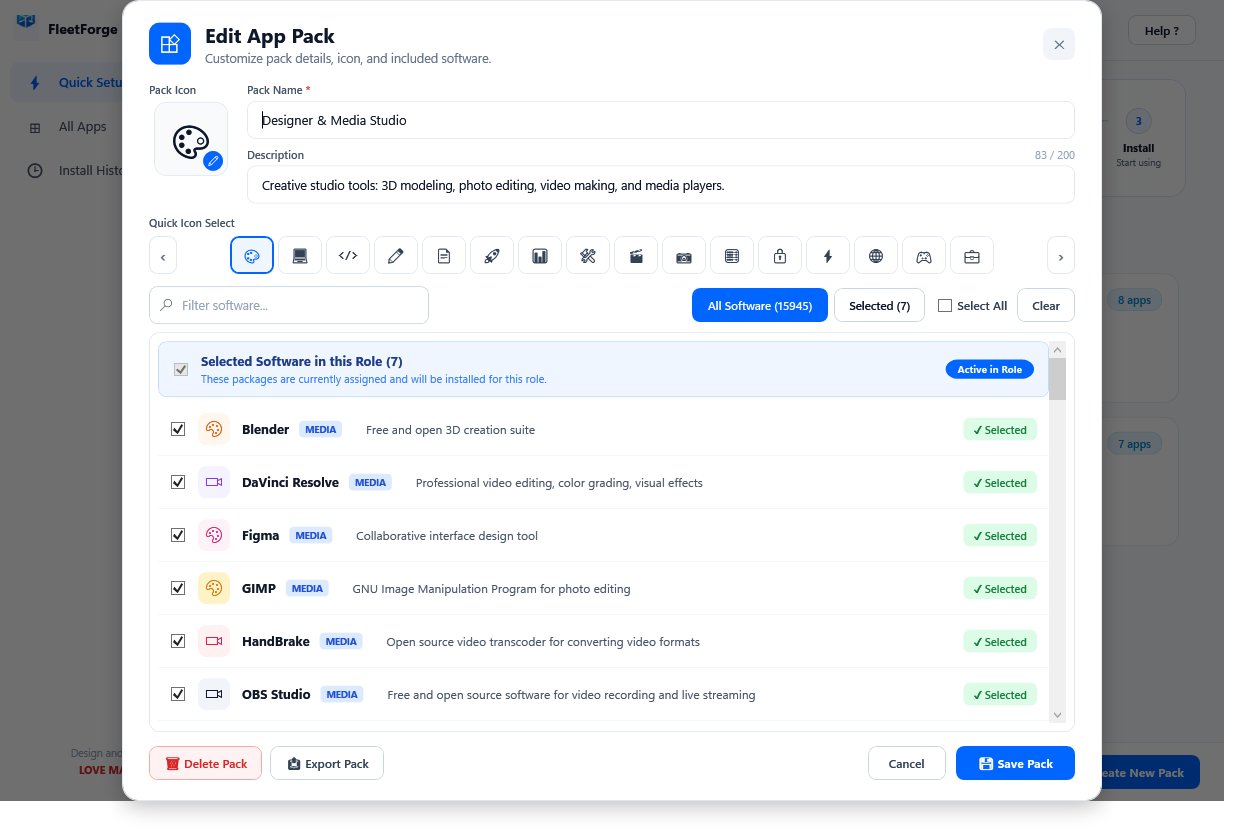 FleetForge
Help ?
Quick Setu
All Apps
Install Histo
3
Install
Start using
8 apps
7 apps
Design and
LOVE MA
eate New Pack
Edit App Pack
Customize pack details, icon, and included software.
Pack Icon
Pack Name *
Designer & Media Studio
Description
83 / 200
Creative studio tools: 3D modeling, photo editing, video making, and media players.
Quick Icon Select
‹
</>
›
Filter software...
All Software (15945)
Selected (7)
Select All
Clear
Selected Software in this Role (7)
These packages are currently assigned and will be installed for this role.
Active in Role
Blender MEDIA Free and open 3D creation suite ✓ Selected
DaVinci Resolve MEDIA Professional video editing, color grading, visual effects ✓ Selected
Figma MEDIA Collaborative interface design tool ✓ Selected
GIMP MEDIA GNU Image Manipulation Program for photo editing ✓ Selected
HandBrake MEDIA Open source video transcoder for converting video formats ✓ Selected
OBS Studio MEDIA Free and open source software for video recording and live streaming ✓ Selected
Delete Pack
Export Pack
Cancel
Save Pack